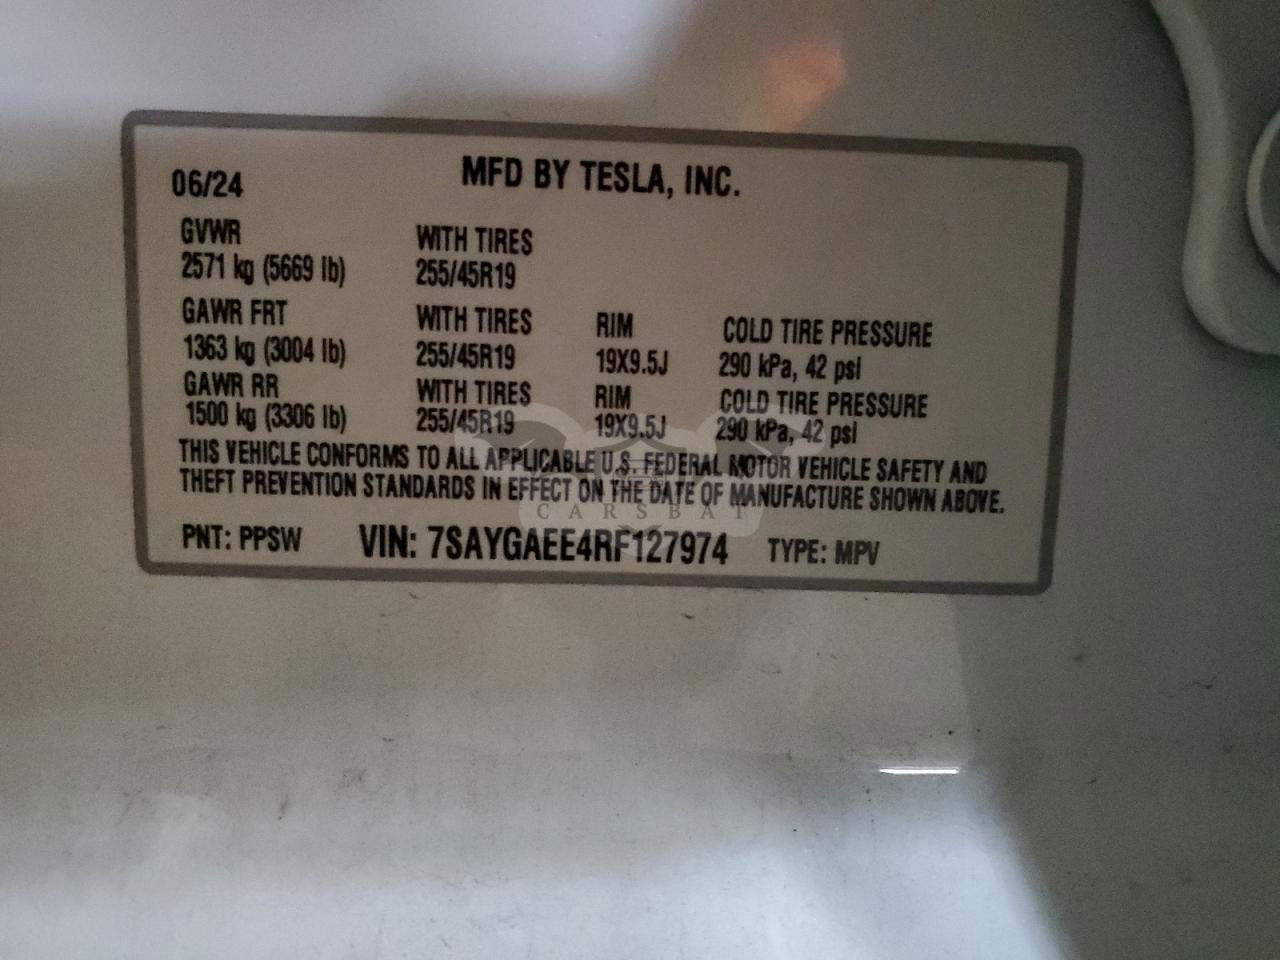 06/24 MFD BY TESLA, INC.
GVWR WITH TIRES
2571 kg (5669 lb) 255/45R19
GAWR FRT WITH TIRES RIM COLD TIRE PRESSURE
1363 kg (3004 lb) 255/45R19 19X9.5J 290 kPa, 42 psi
GAWR RR WITH TIRES RIM COLD TIRE PRESSURE
1500 kg (3306 lb) 255/45R19 19X9.5J 290 kPa, 42 psi
THIS VEHICLE CONFORMS TO ALL APPLICABLE U.S. FEDERAL MOTOR VEHICLE SAFETY AND
THEFT PREVENTION STANDARDS IN EFFECT ON THE DATE OF MANUFACTURE SHOWN ABOVE.
CARSBAT
PNT: PPSW VIN: 7SAYGAEE4RF127974 TYPE: MPV